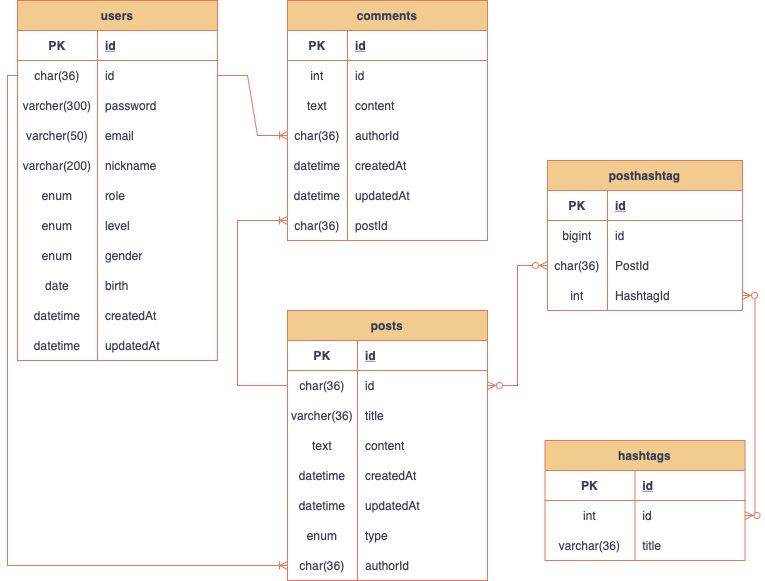 users
PK id
char(36) id
varcher(300) password
varcher(50) email
varchar(200) nickname
enum role
enum level
enum gender
date birth
datetime createdAt
datetime updatedAt
comments
PK id
int id
text content
char(36) authorId
datetime createdAt
datetime updatedAt
char(36) postId
posts
PK id
char(36) id
varcher(36) title
text content
datetime createdAt
datetime updatedAt
enum type
char(36) authorId
posthashtag
PK id
bigint id
char(36) PostId
int HashtagId
hashtags
PK id
int id
varchar(36) title